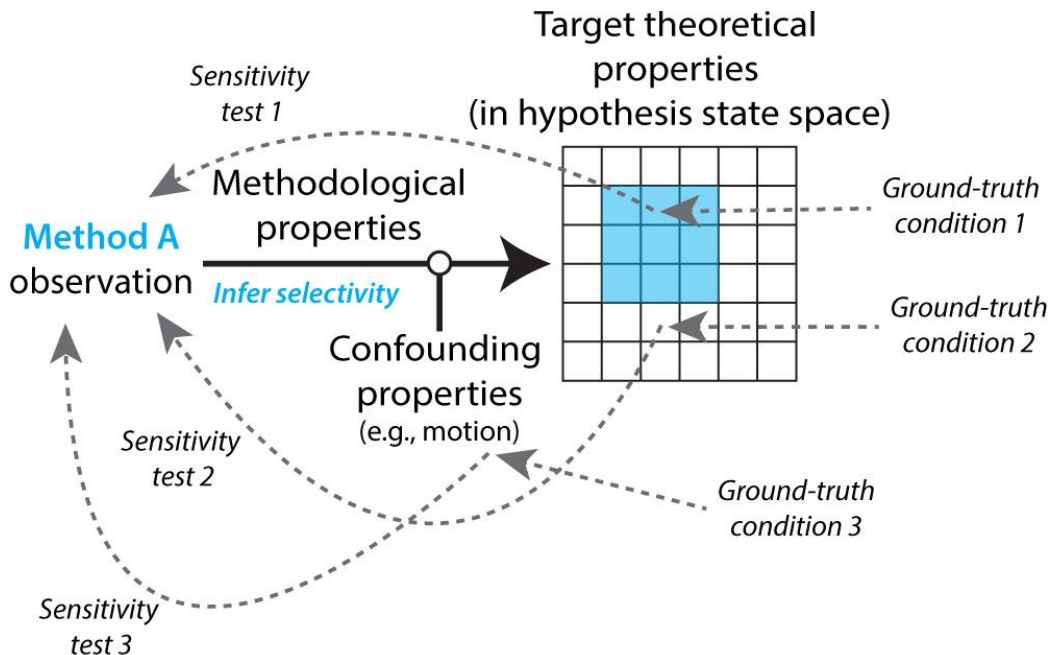 Target theoretical
properties
(in hypothesis state space)
Sensitivity
test 1
Methodological
properties
Ground-truth
condition 1
Method A
observation
Infer selectivity
Ground-truth
condition 2
Confounding
properties
(e.g., motion)
Sensitivity
test 2
Ground-truth
condition 3
Sensitivity
test 3